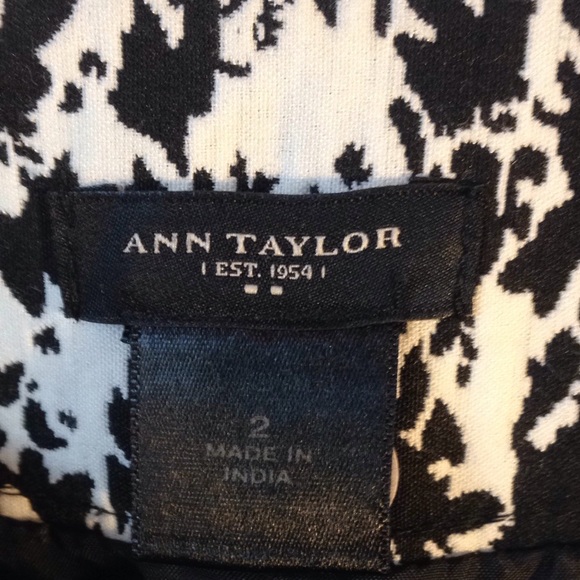 ANN TAYLOR
| EST. 1954 |
2
MADE IN
INDIA